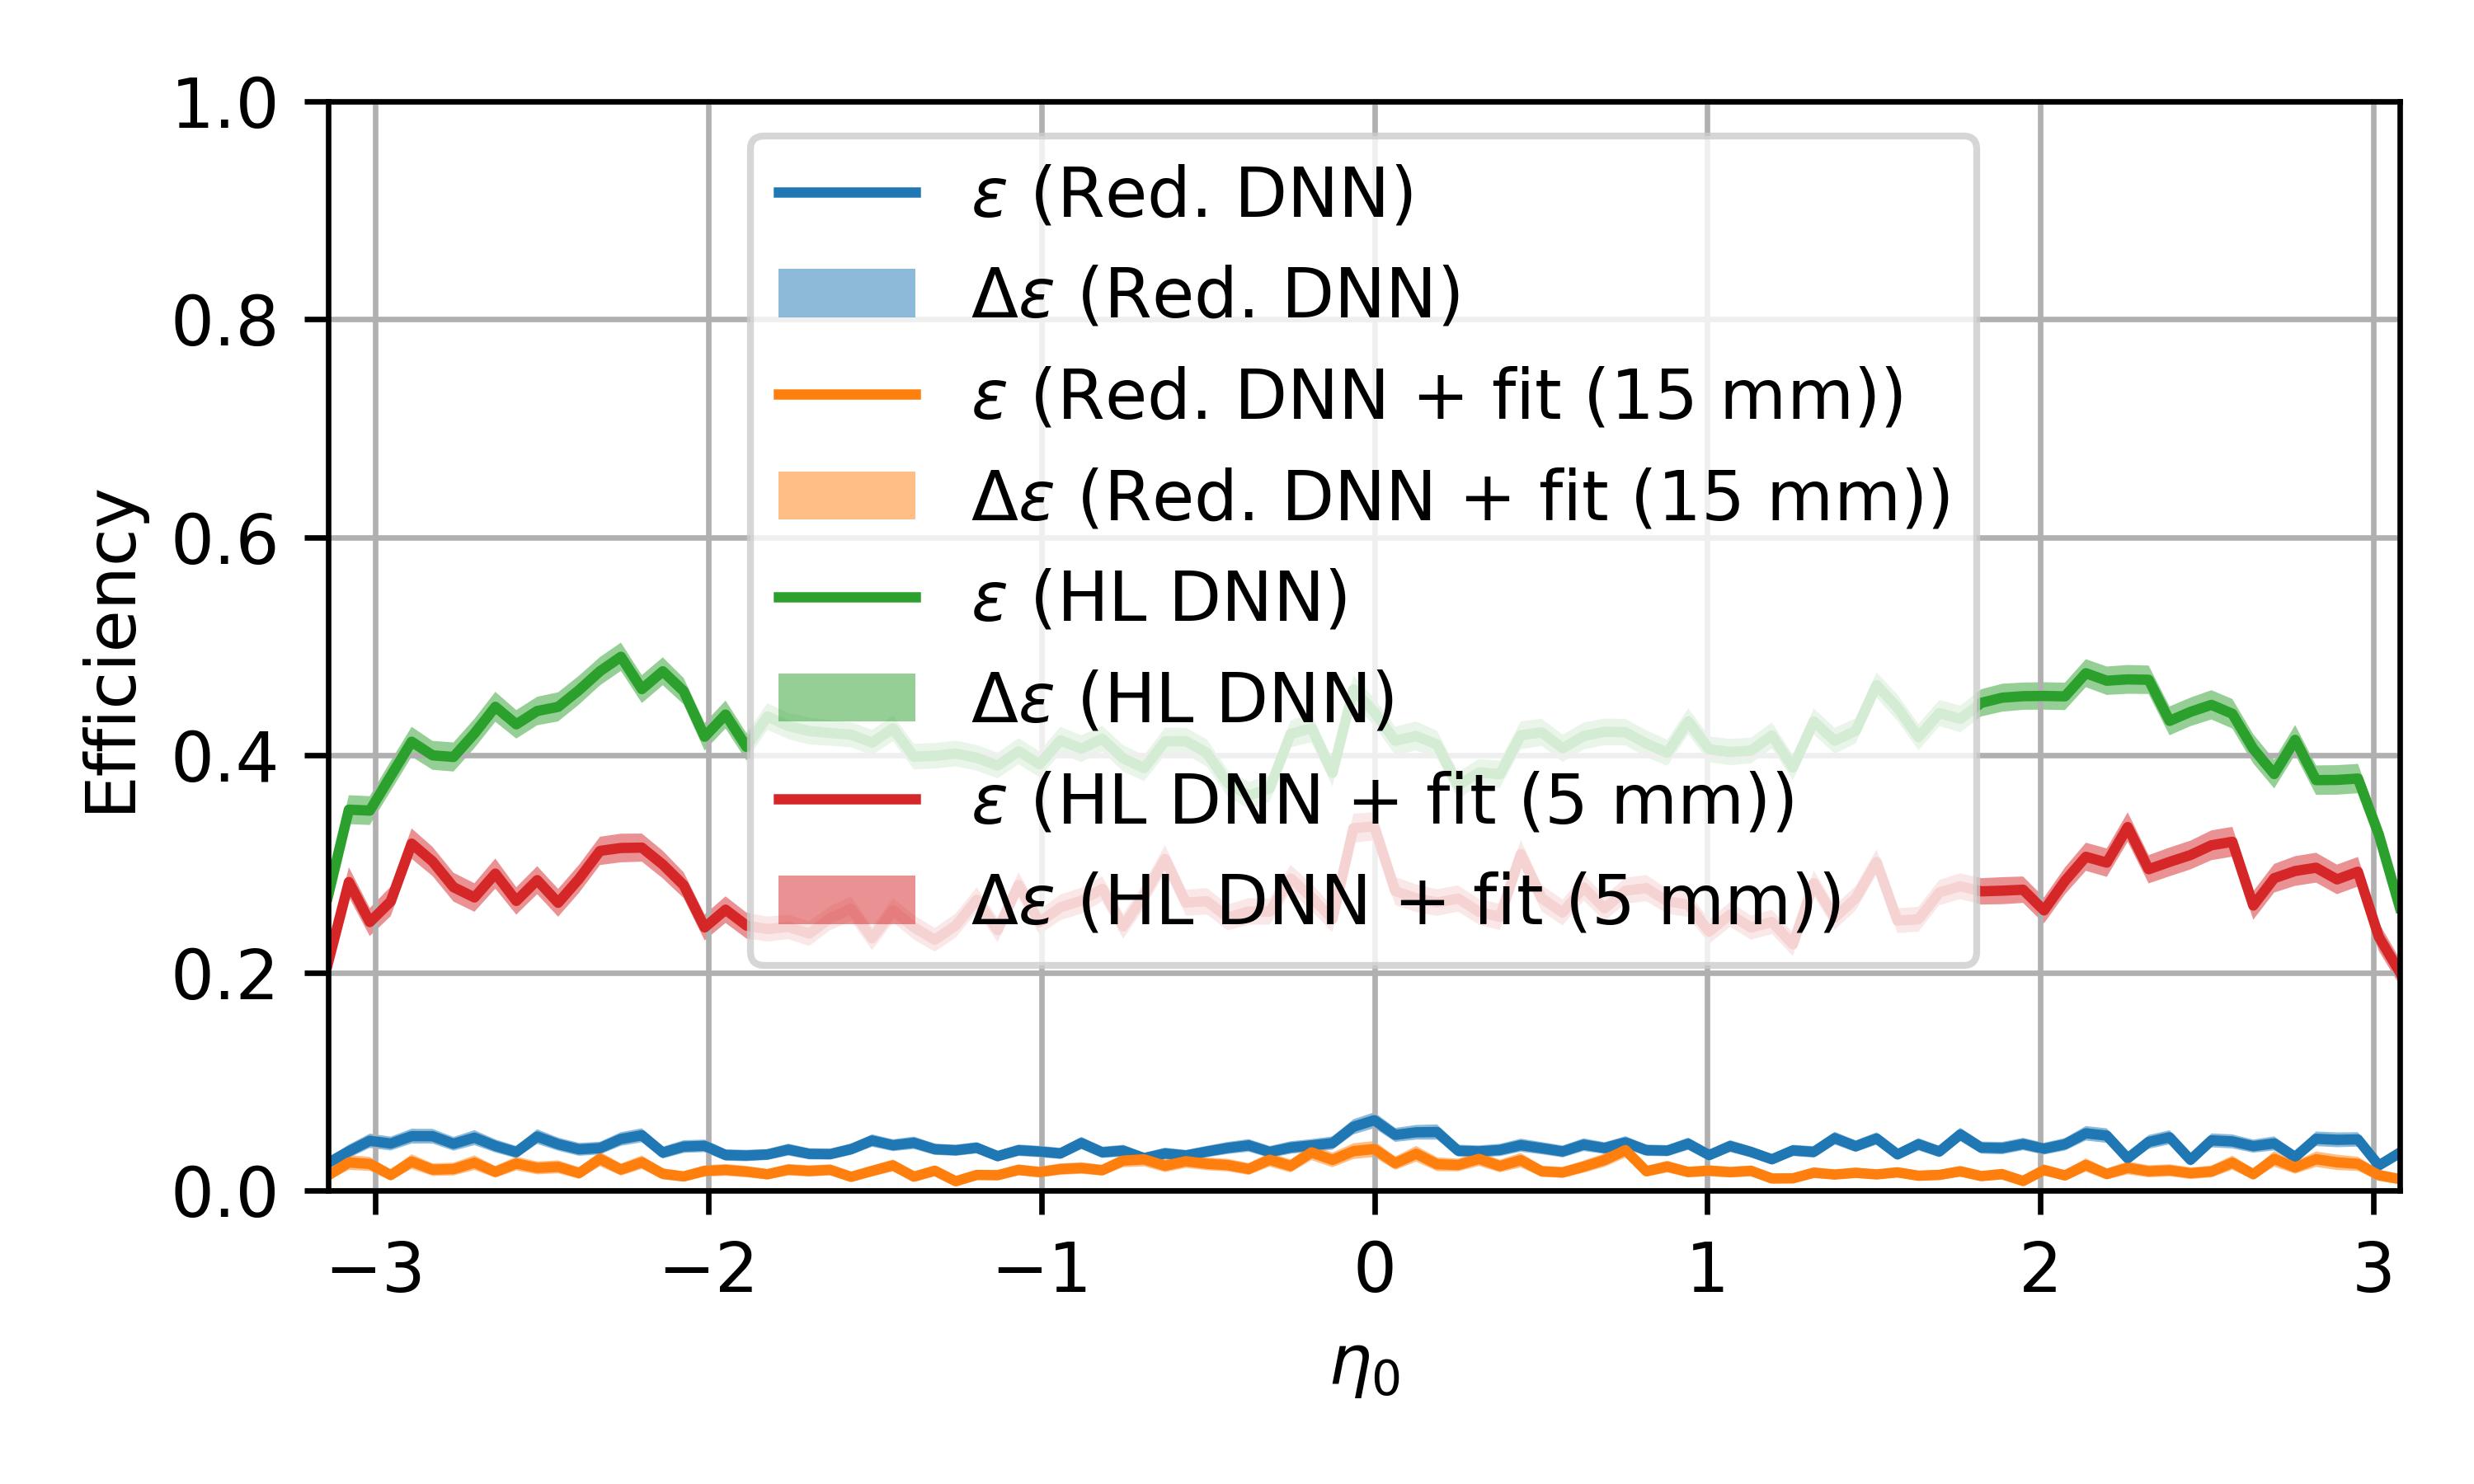 1.0
0.8
0.6
0.4
0.2
0.0
Efficiency
ε (Red. DNN)
Δε (Red. DNN)
ε (Red. DNN + fit (15 mm))
Δε (Red. DNN + fit (15 mm))
ε (HL DNN)
Δε (HL DNN)
ε (HL DNN + fit (5 mm))
Δε (HL DNN + fit (5 mm))
−3 −2 −1 0 1 2 3
η₀